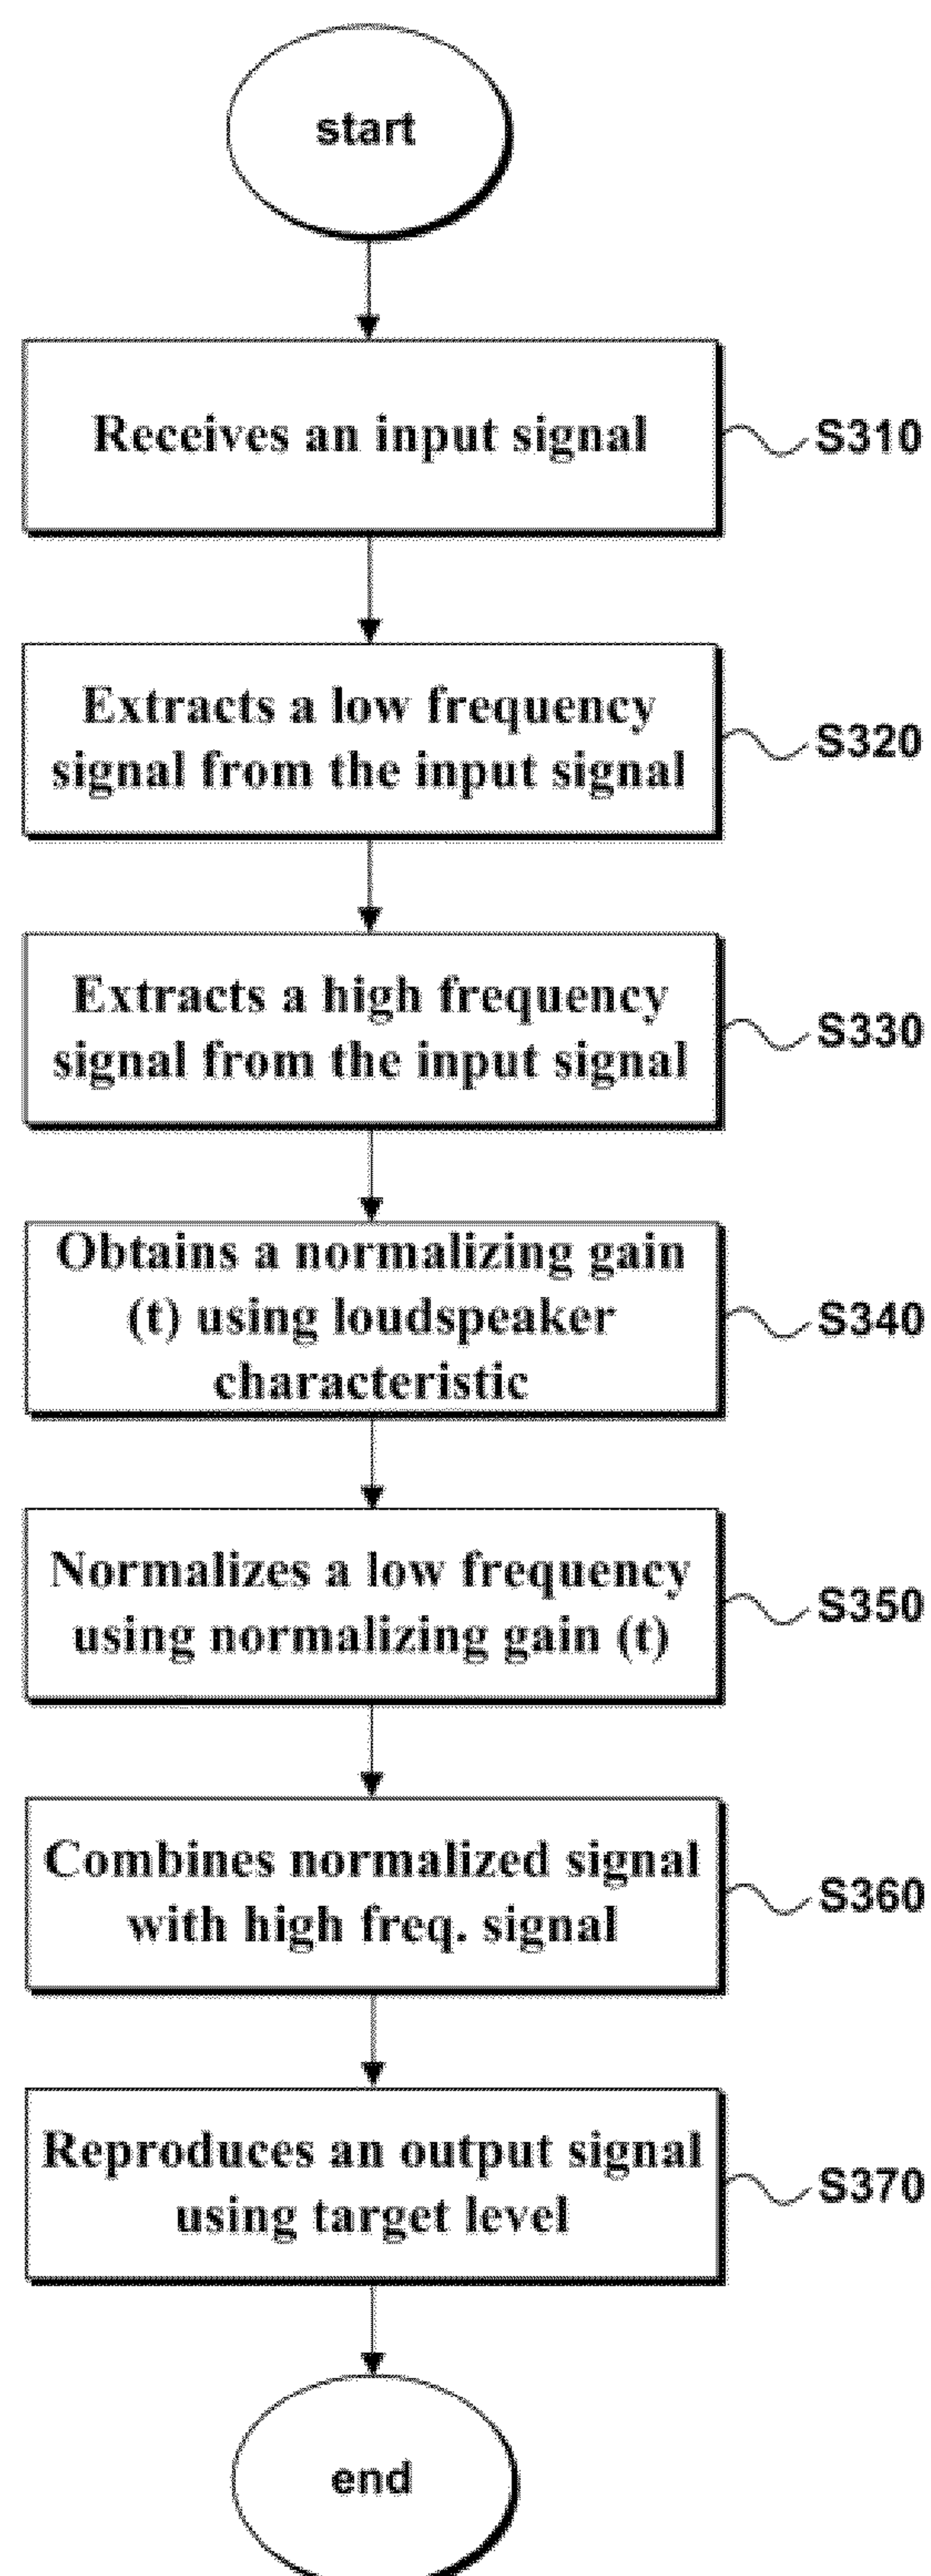 start
Receives an input signal
S310
Extracts a low frequency
signal from the input signal
S320
Extracts a high frequency
signal from the input signal
S330
Obtains a normalizing gain
(t) using loudspeaker
characteristic
S340
Normalizes a low frequency
using normalizing gain (t)
S350
Combines normalized signal
with high freq. signal
S360
Reproduces an output signal
using target level
S370
end